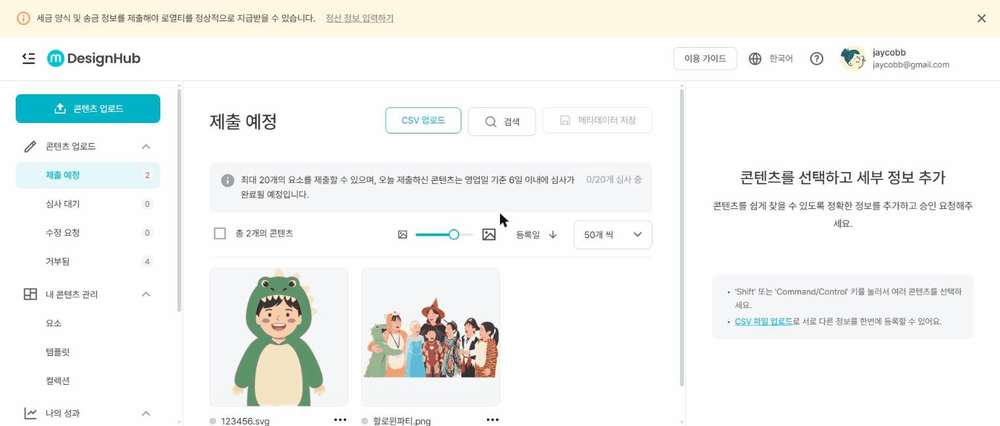 세금 양식 및 송금 정보를 제출해야 로열티를 정상적으로 지급받을 수 있습니다. 정산 정보 입력하기
m DesignHub
이용 가이드
한국어
jaycobb
jaycobb@gmail.com
콘텐츠 업로드
콘텐츠 업로드
제출 예정 2
심사 대기 0
수정 요청 0
거부됨 4
내 콘텐츠 관리
요소
템플릿
컬렉션
나의 성과
제출 예정
CSV 업로드
검색
메타데이터 저장
최대 20개의 요소를 제출할 수 있으며, 오늘 제출하신 콘텐츠는 영업일 기준 6일 이내에 심사가
완료될 예정입니다.
0/20개 심사 중
총 2개의 콘텐츠
등록일
50개 씩
123456.svg
할로윈파티.png
콘텐츠를 선택하고 세부 정보 추가
콘텐츠를 쉽게 찾을 수 있도록 정확한 정보를 추가하고 승인 요청해주
세요.
• 'Shift' 또는 'Command/Control' 키를 눌러서 여러 콘텐츠를 선택하
세요.
• CSV 파일 업로드로 서로 다른 정보를 한번에 등록할 수 있어요.